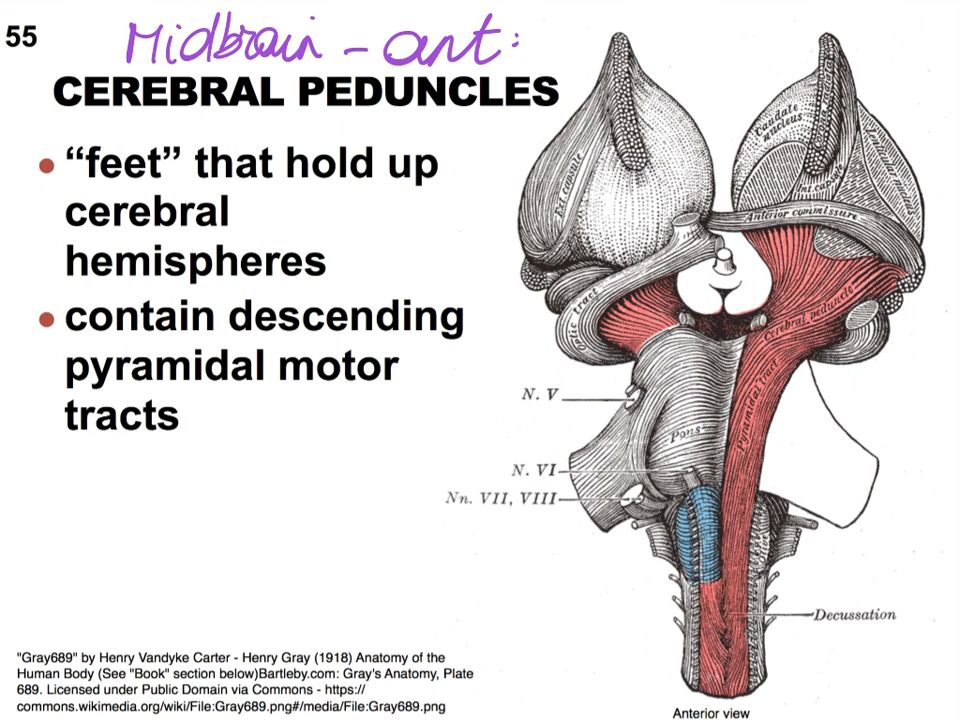 55
Midbrain - ant:
CEREBRAL PEDUNCLES
• “feet” that hold up
cerebral
hemispheres
• contain descending
pyramidal motor
tracts
Ext. capsule
Caudate
nucleus
Int. capsule
Lenticular nucleus
Anterior commissure
Optic tract
Cerebral peduncle
Pyramidal tract
N. V
Pons
N. VI
Nn. VII, VIII
Decussation
"Gray689" by Henry Vandyke Carter - Henry Gray (1918) Anatomy of the
Human Body (See "Book" section below)Bartleby.com: Gray's Anatomy, Plate
689. Licensed under Public Domain via Commons - https://
commons.wikimedia.org/wiki/File:Gray689.png#/media/File:Gray689.png
Anterior view